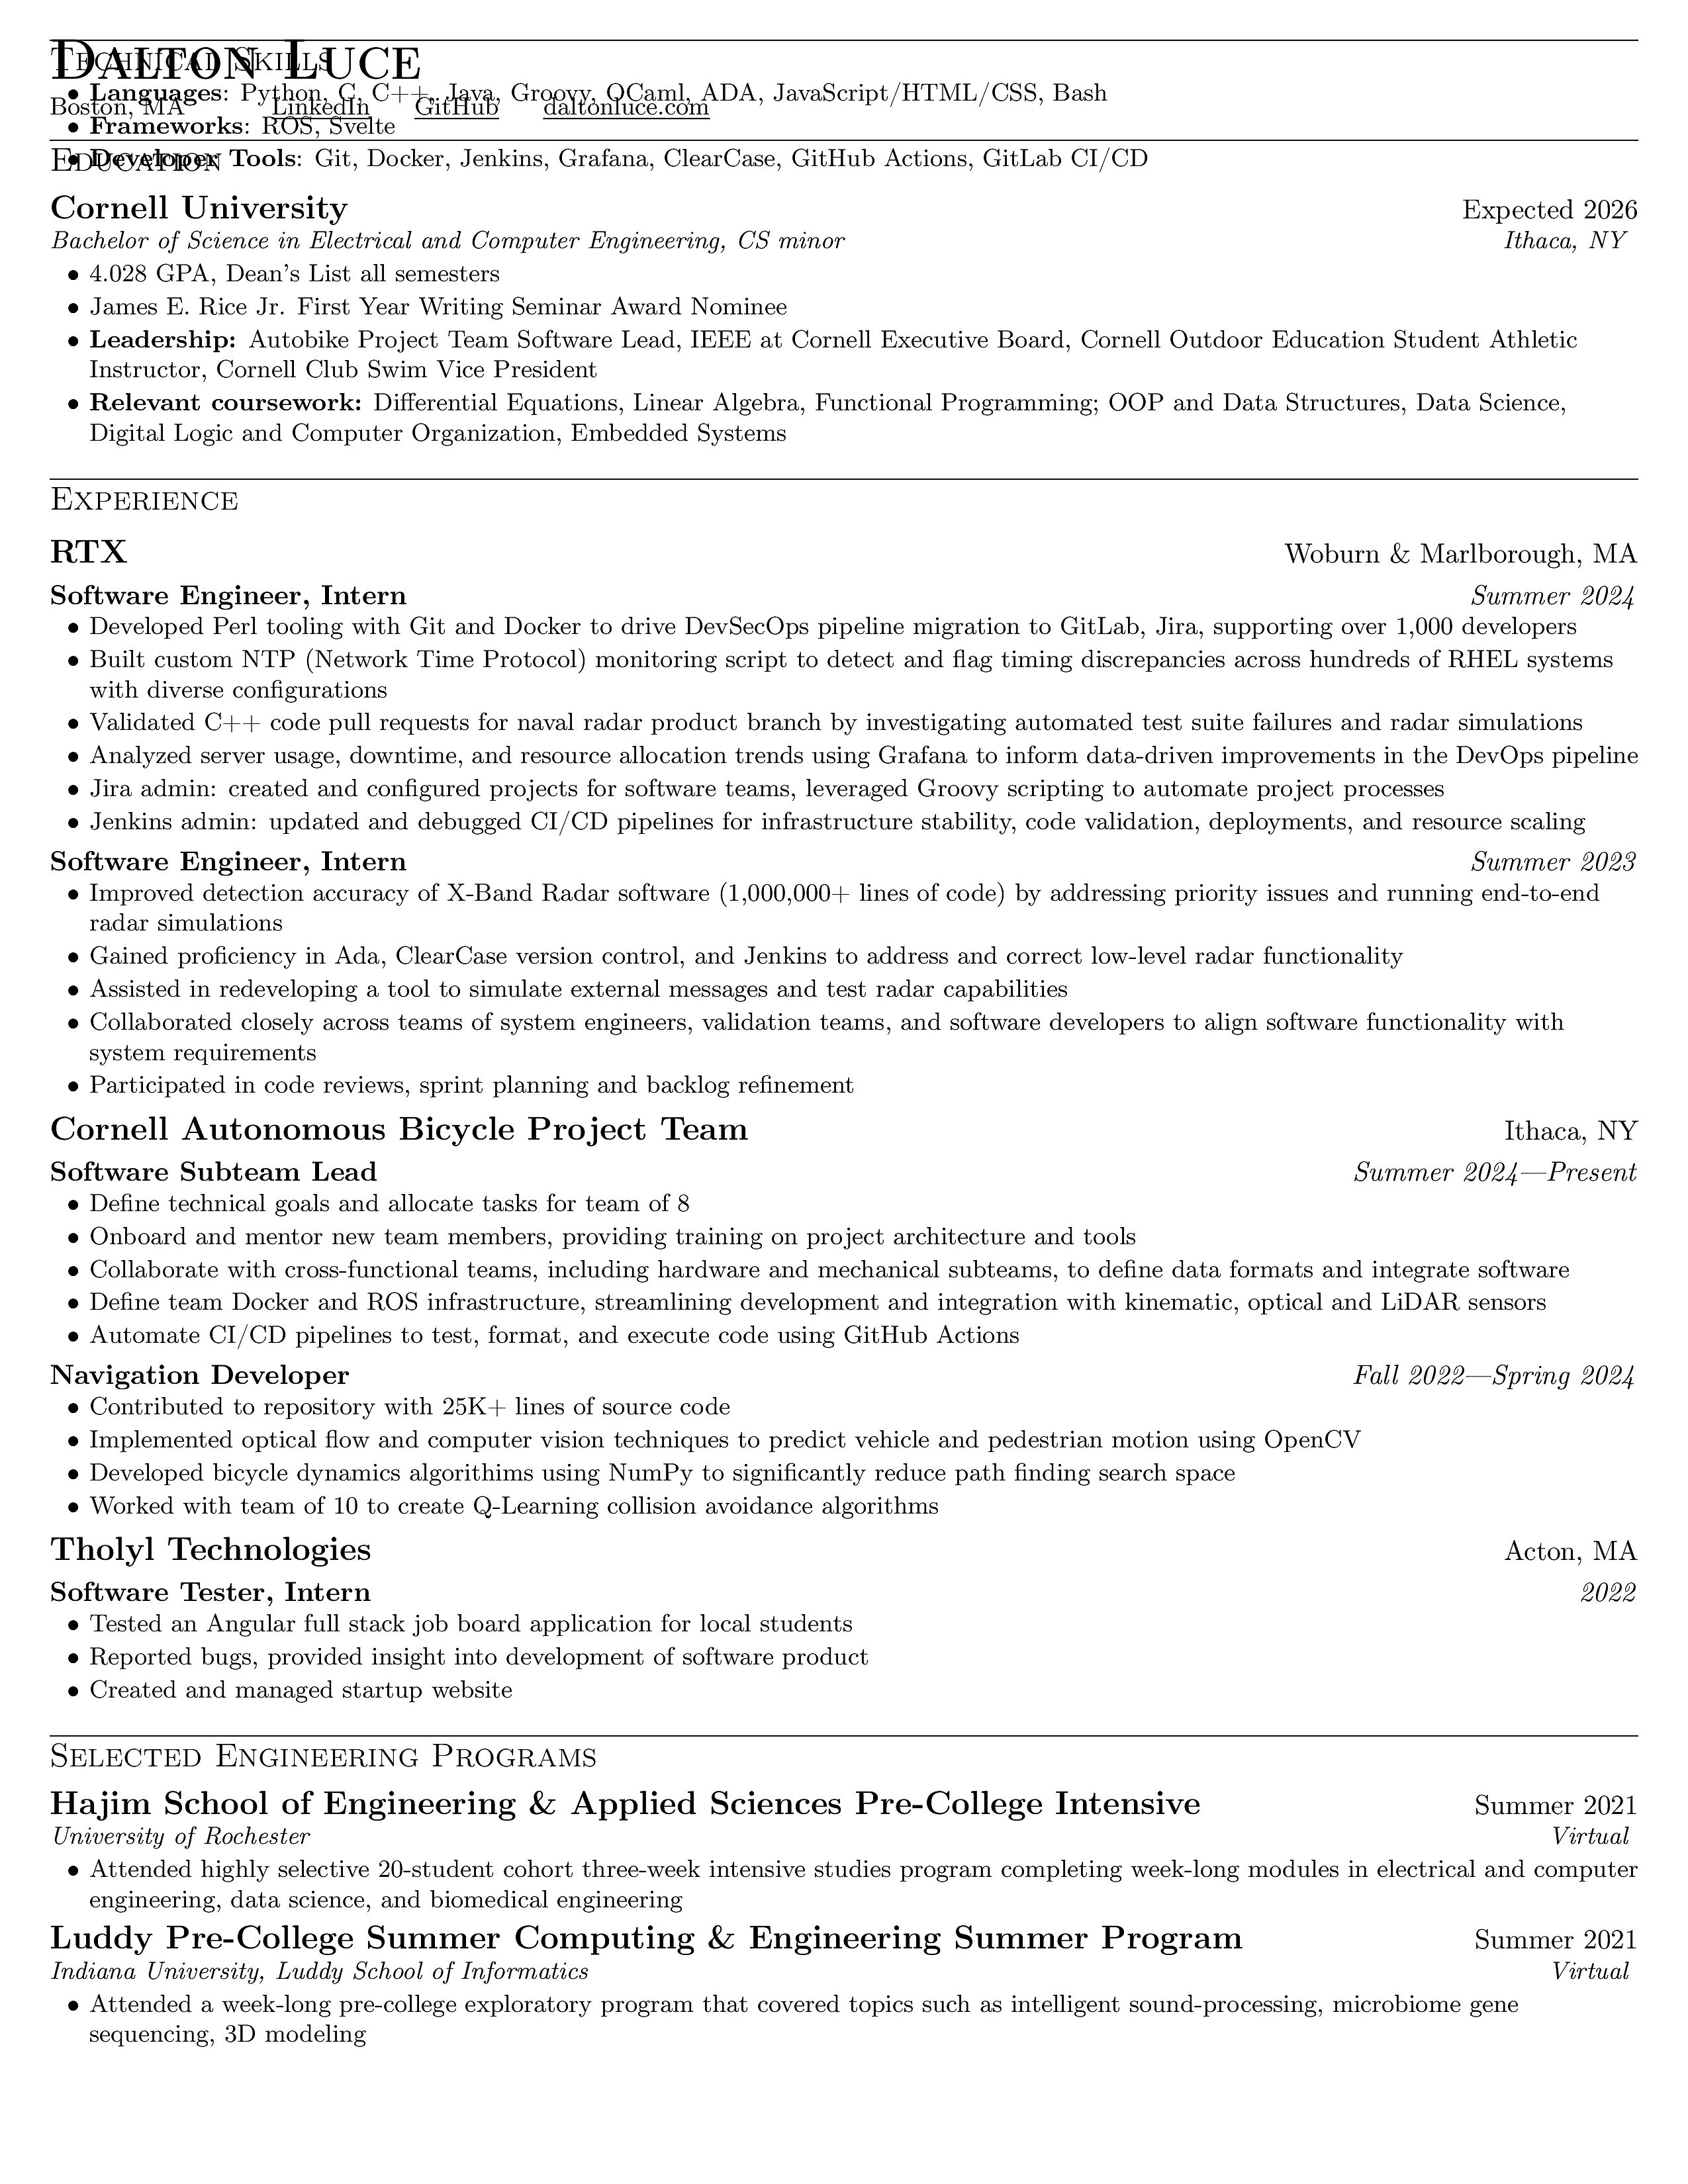 Dalton Luce
Boston, MA LinkedIn GitHub daltonluce.com
Technical Skills
• Languages: Python, C, C++, Java, Groovy, OCaml, ADA, JavaScript/HTML/CSS, Bash
• Frameworks: ROS, Svelte
• Developer Tools: Git, Docker, Jenkins, Grafana, ClearCase, GitHub Actions, GitLab CI/CD
Education
Cornell University Expected 2026
Bachelor of Science in Electrical and Computer Engineering, CS minor Ithaca, NY
• 4.028 GPA, Dean's List all semesters
• James E. Rice Jr. First Year Writing Seminar Award Nominee
• Leadership: Autobike Project Team Software Lead, IEEE at Cornell Executive Board, Cornell Outdoor Education Student Athletic
Instructor, Cornell Club Swim Vice President
• Relevant coursework: Differential Equations, Linear Algebra, Functional Programming; OOP and Data Structures, Data Science,
Digital Logic and Computer Organization, Embedded Systems
Experience
RTX Woburn & Marlborough, MA
Software Engineer, Intern Summer 2024
• Developed Perl tooling with Git and Docker to drive DevSecOps pipeline migration to GitLab, Jira, supporting over 1,000 developers
• Built custom NTP (Network Time Protocol) monitoring script to detect and flag timing discrepancies across hundreds of RHEL systems
with diverse configurations
• Validated C++ code pull requests for naval radar product branch by investigating automated test suite failures and radar simulations
• Analyzed server usage, downtime, and resource allocation trends using Grafana to inform data-driven improvements in the DevOps pipeline
• Jira admin: created and configured projects for software teams, leveraged Groovy scripting to automate project processes
• Jenkins admin: updated and debugged CI/CD pipelines for infrastructure stability, code validation, deployments, and resource scaling
Software Engineer, Intern Summer 2023
• Improved detection accuracy of X-Band Radar software (1,000,000+ lines of code) by addressing priority issues and running end-to-end
radar simulations
• Gained proficiency in Ada, ClearCase version control, and Jenkins to address and correct low-level radar functionality
• Assisted in redeveloping a tool to simulate external messages and test radar capabilities
• Collaborated closely across teams of system engineers, validation teams, and software developers to align software functionality with
system requirements
• Participated in code reviews, sprint planning and backlog refinement
Cornell Autonomous Bicycle Project Team Ithaca, NY
Software Subteam Lead Summer 2024—Present
• Define technical goals and allocate tasks for team of 8
• Onboard and mentor new team members, providing training on project architecture and tools
• Collaborate with cross-functional teams, including hardware and mechanical subteams, to define data formats and integrate software
• Define team Docker and ROS infrastructure, streamlining development and integration with kinematic, optical and LiDAR sensors
• Automate CI/CD pipelines to test, format, and execute code using GitHub Actions
Navigation Developer Fall 2022—Spring 2024
• Contributed to repository with 25K+ lines of source code
• Implemented optical flow and computer vision techniques to predict vehicle and pedestrian motion using OpenCV
• Developed bicycle dynamics algorithims using NumPy to significantly reduce path finding search space
• Worked with team of 10 to create Q-Learning collision avoidance algorithms
Tholyl Technologies Acton, MA
Software Tester, Intern 2022
• Tested an Angular full stack job board application for local students
• Reported bugs, provided insight into development of software product
• Created and managed startup website
Selected Engineering Programs
Hajim School of Engineering & Applied Sciences Pre-College Intensive Summer 2021
University of Rochester Virtual
• Attended highly selective 20-student cohort three-week intensive studies program completing week-long modules in electrical and computer
engineering, data science, and biomedical engineering
Luddy Pre-College Summer Computing & Engineering Summer Program Summer 2021
Indiana University, Luddy School of Informatics Virtual
• Attended a week-long pre-college exploratory program that covered topics such as intelligent sound-processing, microbiome gene
sequencing, 3D modeling